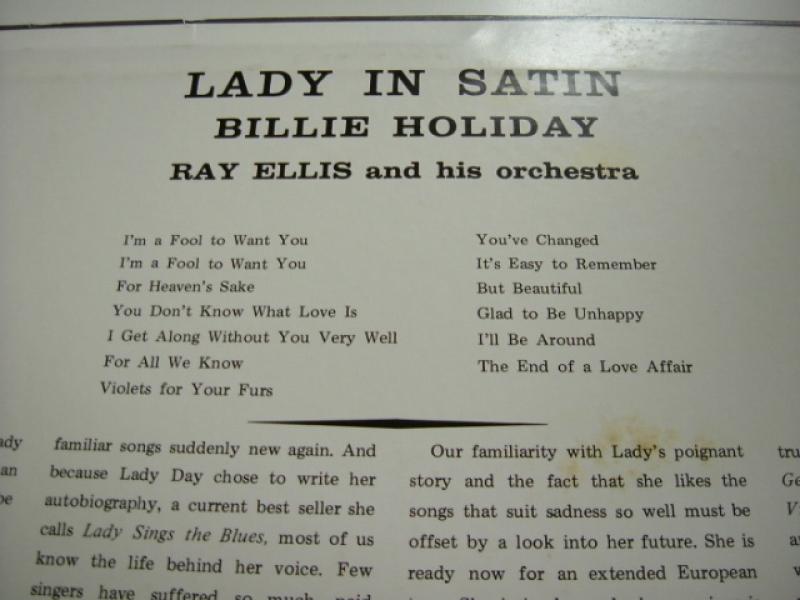 LADY IN SATIN
BILLIE HOLIDAY
RAY ELLIS and his orchestra
I'm a Fool to Want You
I'm a Fool to Want You
For Heaven's Sake
You Don't Know What Love Is
I Get Along Without You Very Well
For All We Know
Violets for Your Furs
You've Changed
It's Easy to Remember
But Beautiful
Glad to Be Unhappy
I'll Be Around
The End of a Love Affair
familiar songs suddenly new again. And
because Lady Day chose to write her
autobiography, a current best seller she
calls Lady Sings the Blues, most of us
know the life behind her voice. Few
singers have suffered so much, paid
Our familiarity with Lady's poignant
story and the fact that she likes the
songs that suit sadness so well must be
offset by a look into her future. She is
ready now for an extended European